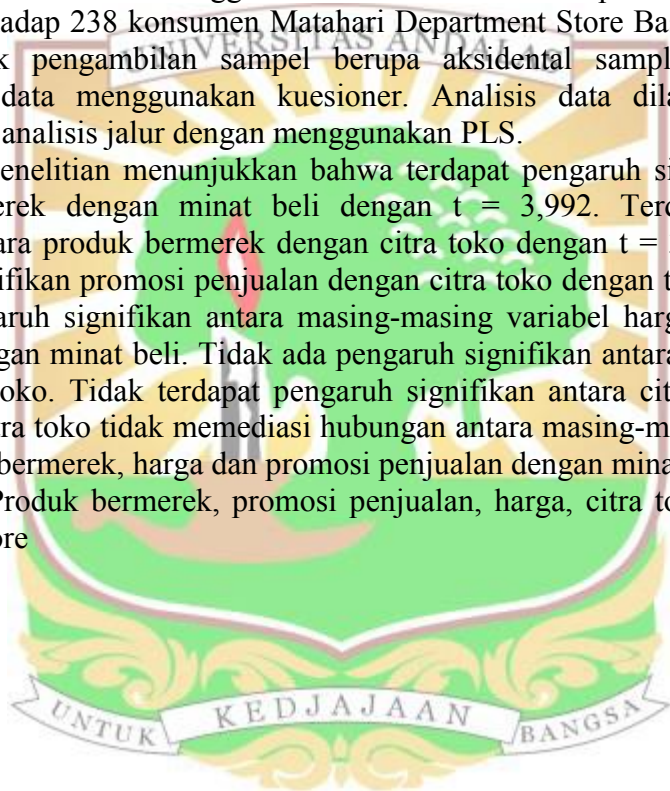 adap 238 konsumen Matahari Department Store Ba
UNIVERSITAS ANDALAS
k pengambilan sampel berupa aksidental sampl
data menggunakan kuesioner. Analisis data dila
analisis jalur dengan menggunakan PLS.
enelitian menunjukkan bahwa terdapat pengaruh si
erek dengan minat beli dengan t = 3,992. Terd
ara produk bermerek dengan citra toko dengan t =
ifikan promosi penjualan dengan citra toko dengan t
aruh signifikan antara masing-masing variabel harg
gan minat beli. Tidak ada pengaruh signifikan antara
oko. Tidak terdapat pengaruh signifikan antara cit
ra toko tidak memediasi hubungan antara masing-m
bermerek, harga dan promosi penjualan dengan mina
Produk bermerek, promosi penjualan, harga, citra to
ore
UNTUK KEDJAJAAN BANGSA